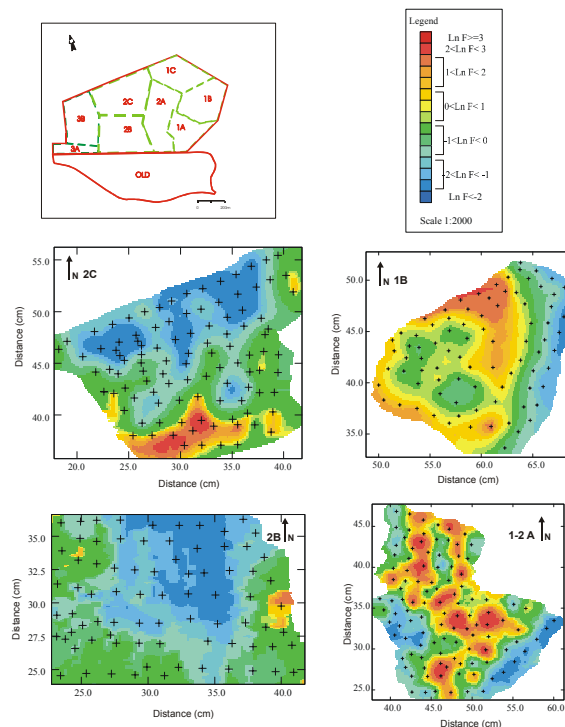 1C
2C
2A
1B
3B
2B
1A
3A
OLD
200m
Legend
Ln F>=3
2<Ln F< 3
1<Ln F< 2
0<Ln F< 1
-1<Ln F< 0
-2<Ln F< -1
Ln F<-2
Scale 1:2000
N 2C
Distance (cm)
55.0
50.0
45.0
40.0
20.0 25.0 30.0 35.0 40.0
Distance (cm)
N 1B
Distance (cm)
50.0
45.0
40.0
35.0
50.0 55.0 60.0 65.0
Distance (cm)
2B N
Distance (cm)
35.0
32.5
30.0
27.5
25.0
25.0 30.0 35.0 40.0
Distance (cm)
1-2 A N
Distance (cm)
45.0
40.0
35.0
30.0
25.0
40.0 45.0 50.0 55.0 60.0
Distance (cm)